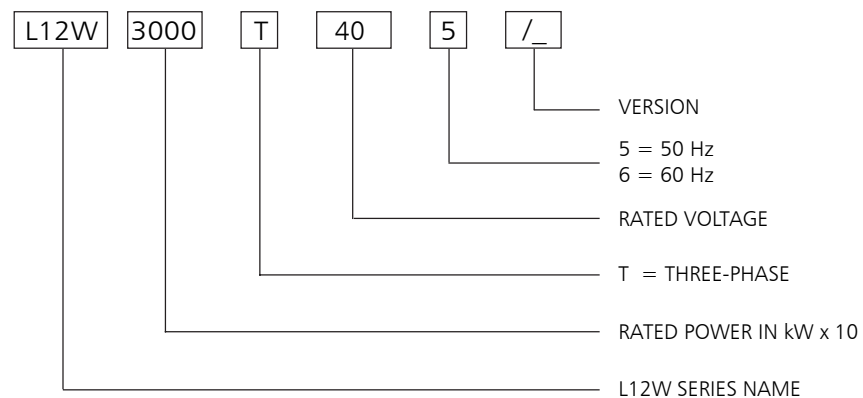 L12W 3000 T 40 5 /_
VERSION
5 = 50 Hz
6 = 60 Hz
RATED VOLTAGE
T = THREE-PHASE
RATED POWER IN kW x 10
L12W SERIES NAME